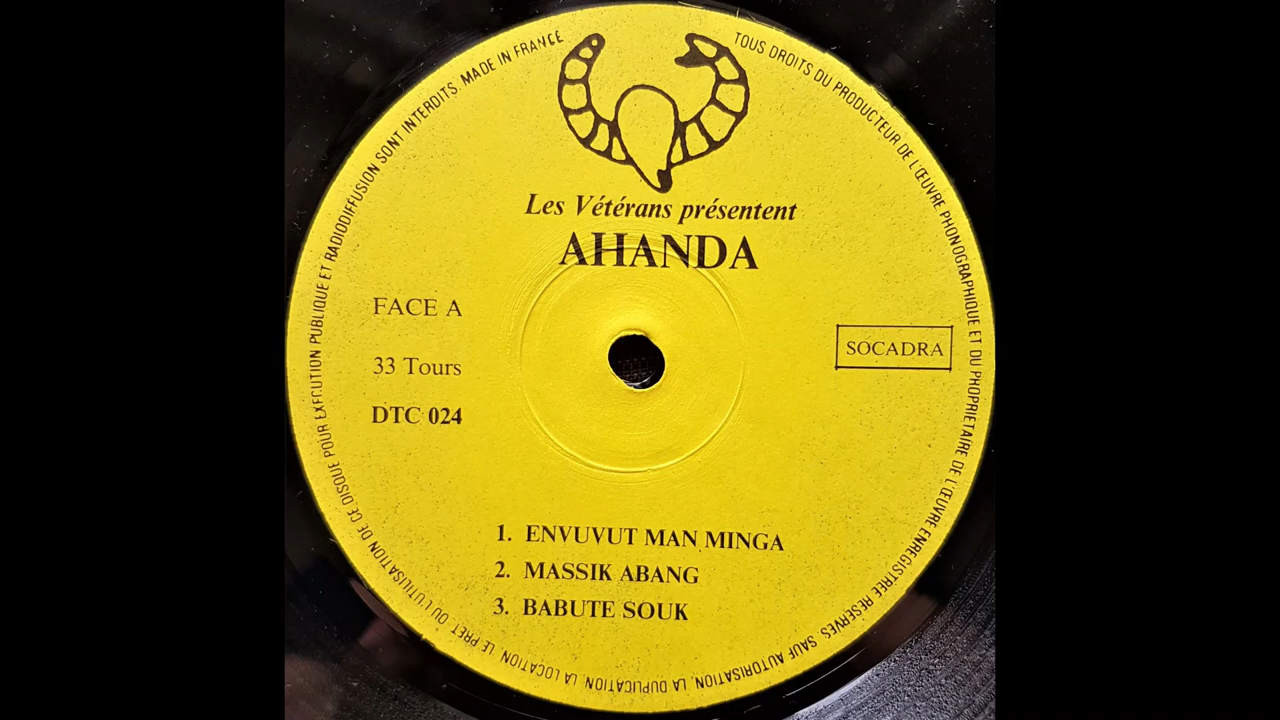 TOUS DROITS DU PRODUCTEUR DE L'ŒUVRE PHONOGRAPHIQUE ET DU PROPRIETAIRE DE L'ŒUVRE ENREGISTREE RESERVES. SAUF AUTORISATION, LA DUPLICATION, LA LOCATION, LE PRET OU L'UTILISATION DE CE DISQUE POUR EXECUTION PUBLIQUE ET RADIODIFFUSION SONT INTERDITS. MADE IN FRANCE
Les Vétérans présentent
AHANDA
FACE A
33 Tours
SOCADRA
DTC 024
1. ENVUVUT MAN MINGA
2. MASSIK ABANG
3. BABUTE SOUK